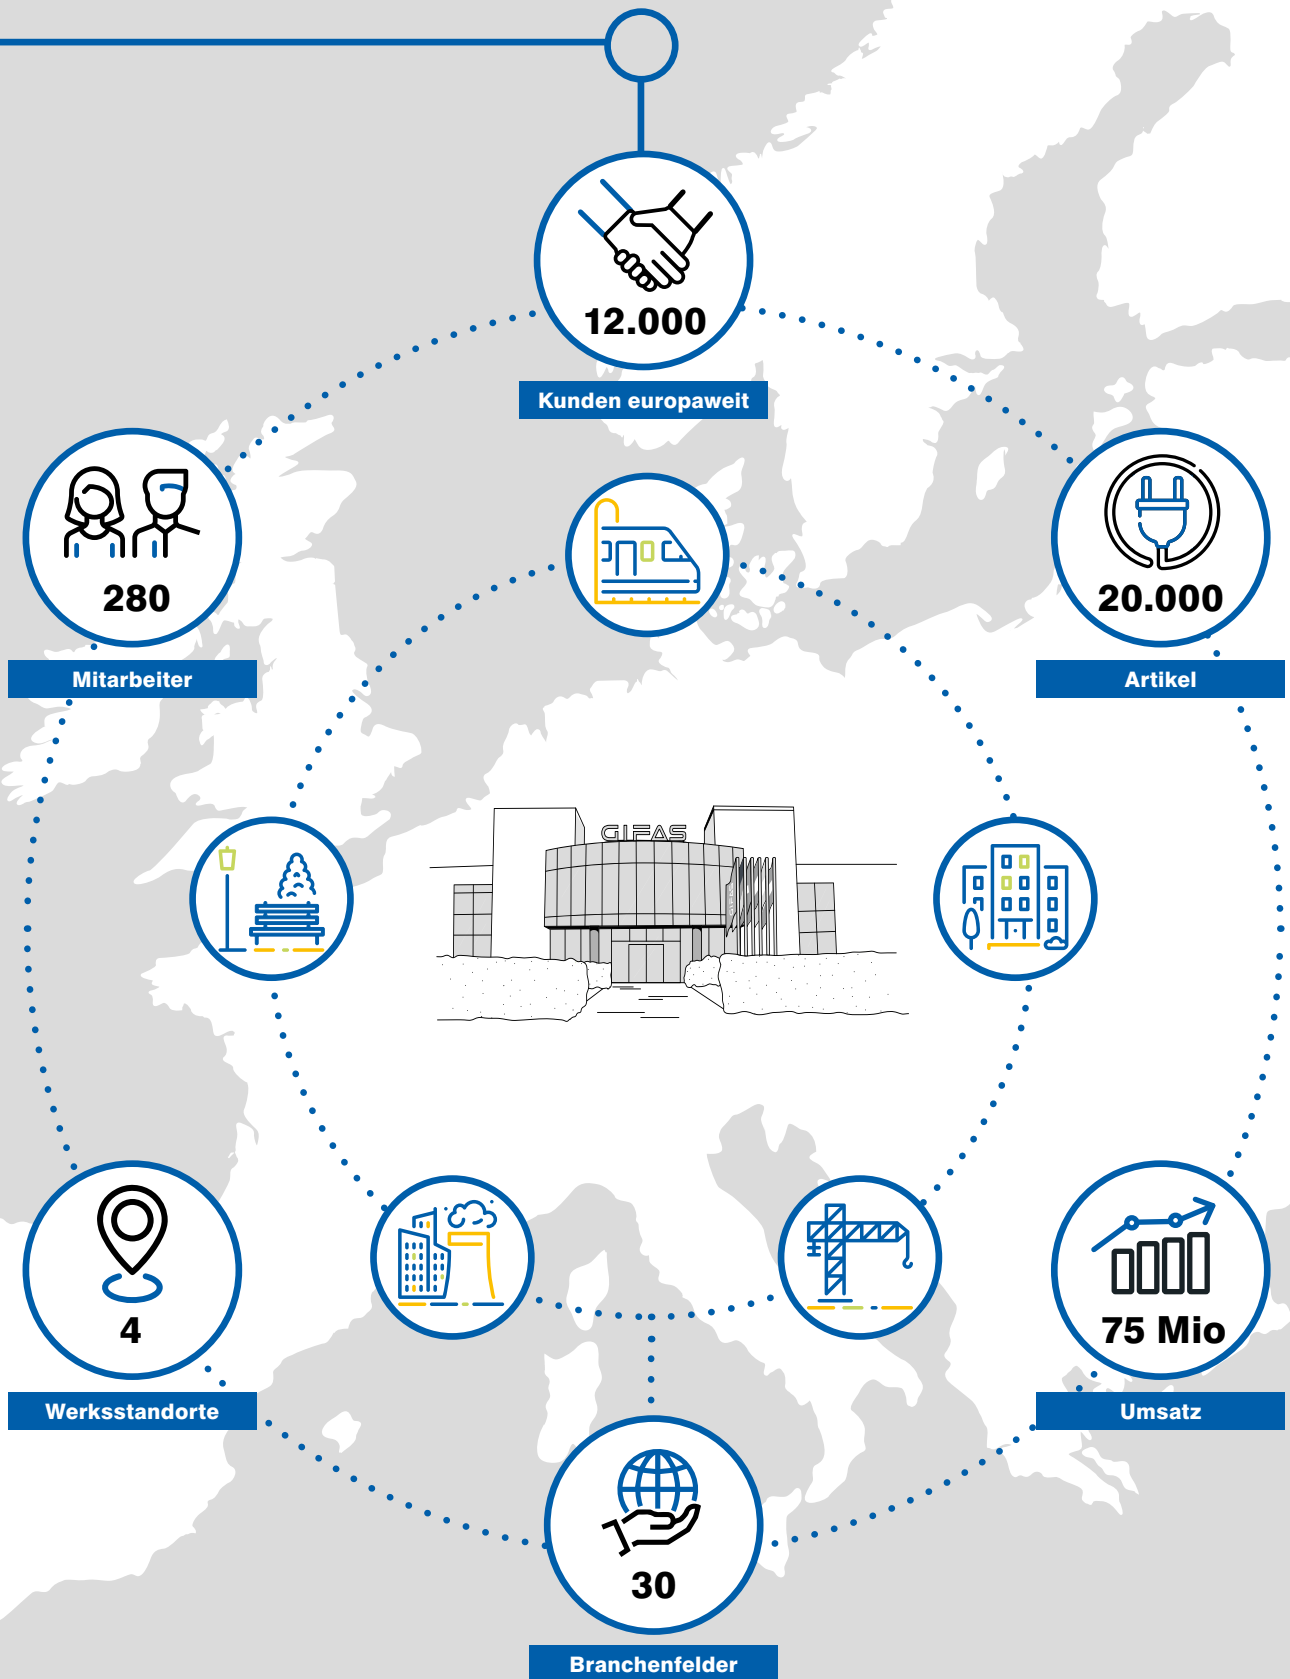 12.000
Kunden europaweit
280
Mitarbeiter
20.000
Artikel
GIFAS
4
Werksstandorte
75 Mio
Umsatz
30
Branchenfelder